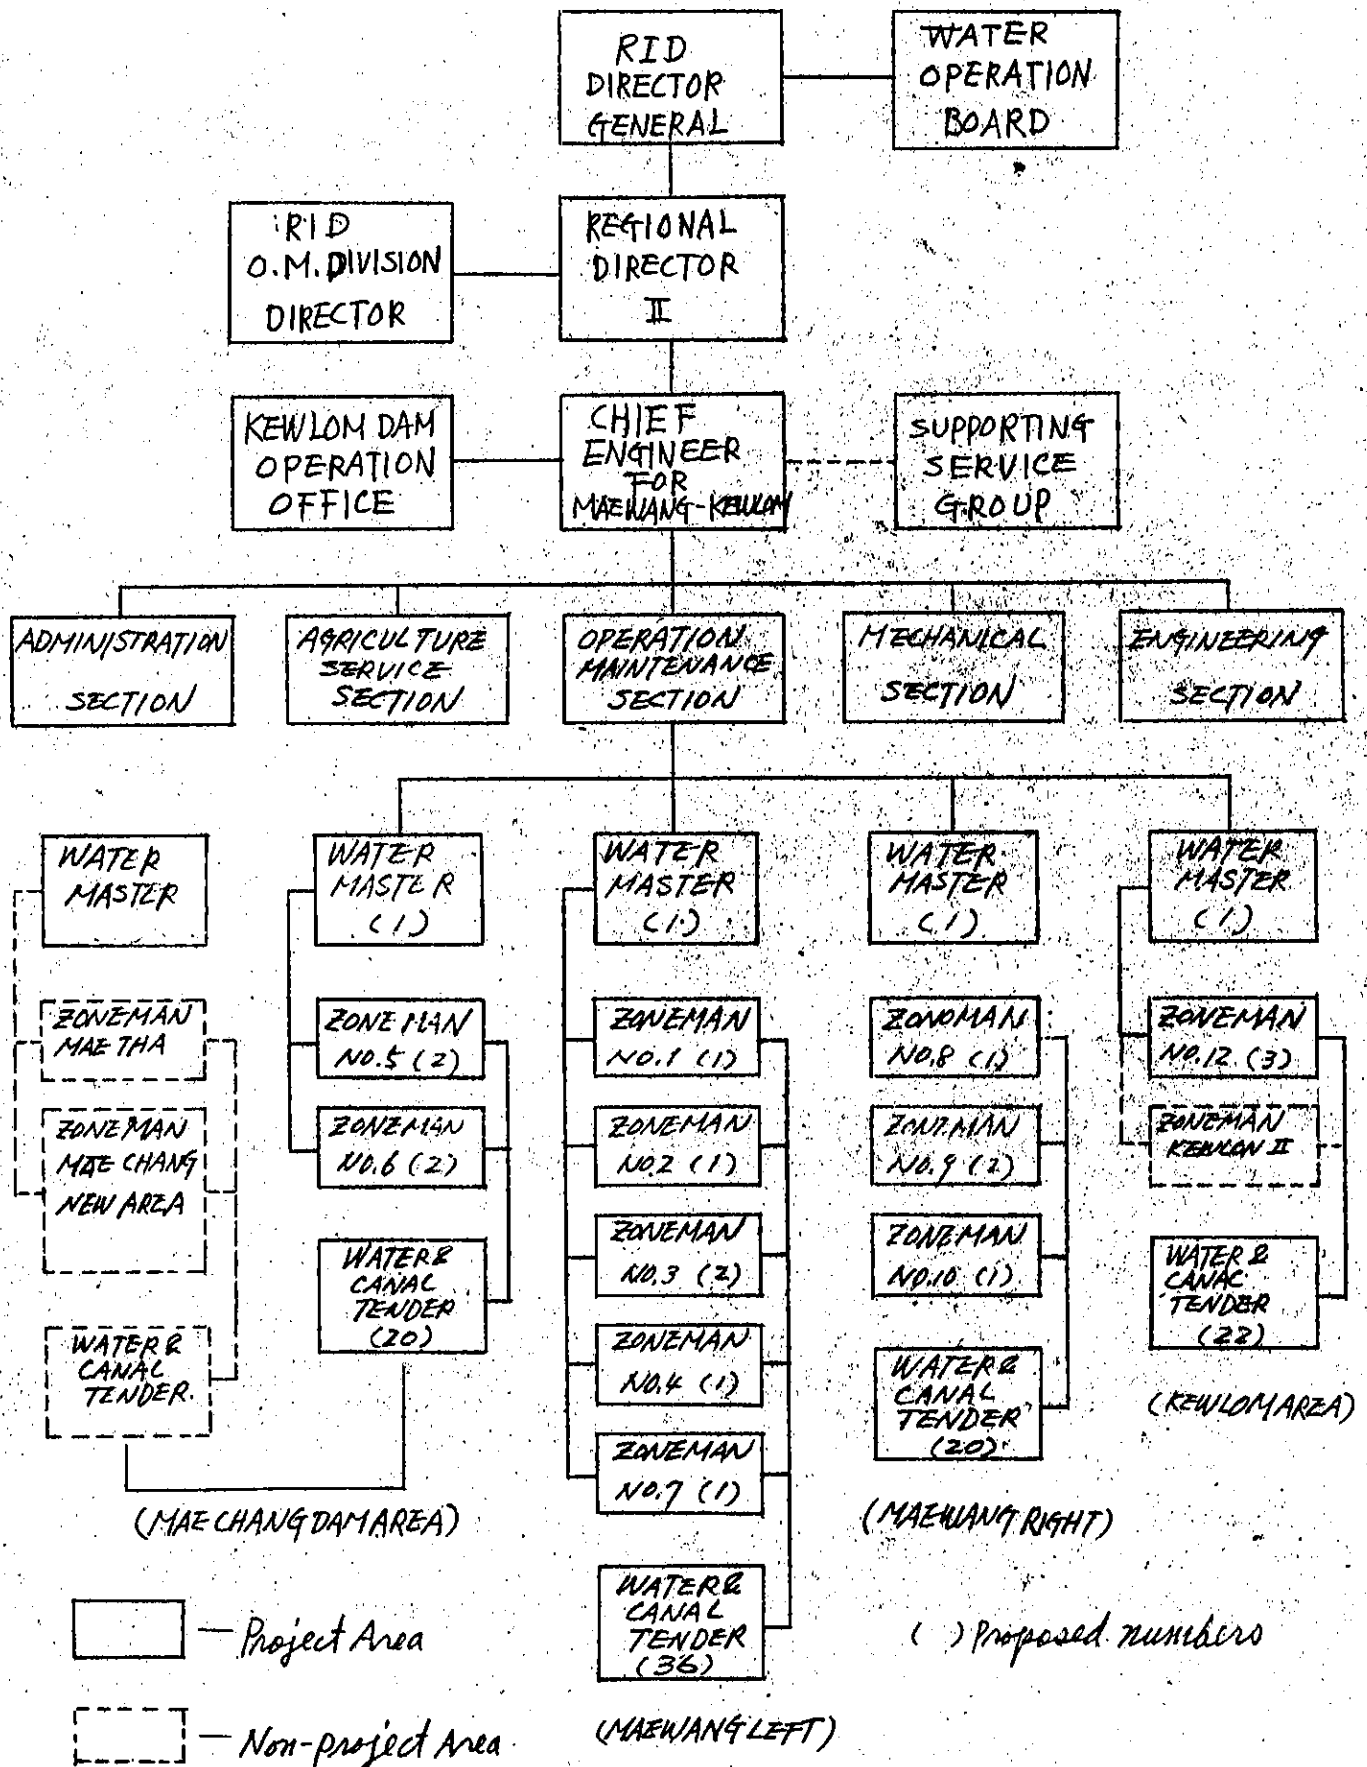 RID
DIRECTOR
GENERAL
WATER
OPERATION
BOARD
RID
O.M. DIVISION
DIRECTOR
REGIONAL
DIRECTOR
II
KEWLOM DAM
OPERATION
OFFICE
CHIEF
ENGINEER
FOR
MAEWANG-KEWLOM
SUPPORTING
SERVICE
GROUP
ADMINISTRATION
SECTION
AGRICULTURE
SERVICE
SECTION
OPERATION
MAINTENANCE
SECTION
MECHANICAL
SECTION
ENGINEERING
SECTION
WATER
MASTER
WATER
MASTER
(1)
WATER
MASTER
(1)
WATER
MASTER
(1)
WATER
MASTER
(1)
ZONEMAN
MAE THA
ZONEMAN
MAE CHANG
NEW AREA
WATER &
CANAL
TENDER
ZONEMAN
NO.5 (2)
ZONEMAN
NO.6 (2)
WATER &
CANAL
TENDER
(20)
(MAE CHANG DAM AREA)
ZONEMAN
NO.1 (1)
ZONEMAN
NO.2 (1)
ZONEMAN
NO.3 (2)
ZONEMAN
NO.4 (1)
ZONEMAN
NO.7 (1)
WATER &
CANAL
TENDER
(36)
(MAEWANG LEFT)
ZONOMAN
NO.8 (1)
ZONEMAN
NO.9 (2)
ZONEMAN
NO.10 (1)
WATER &
CANAL
TENDER
(20)
(MAEWANG RIGHT)
ZONEMAN
NO.12 (3)
ZONEMAN
KEWLON II
WATER &
CANAC
TENDER
(22)
(KEWLOM AREA)
— Project Area
— Non-project Area
( ) Proposed numbers